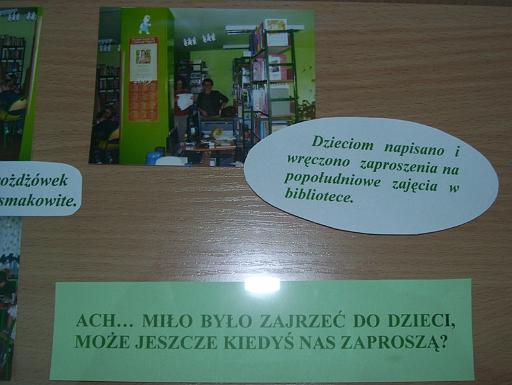 Dzieciom napisano i
wręczono zaproszenia na
popołudniowe zajęcia w
bibliotece.
smakowite.
ACH... MIŁO BYŁO ZAJRZEĆ DO DZIECI,
MOŻE JESZCZE KIEDYŚ NAS ZAPROSZĄ?